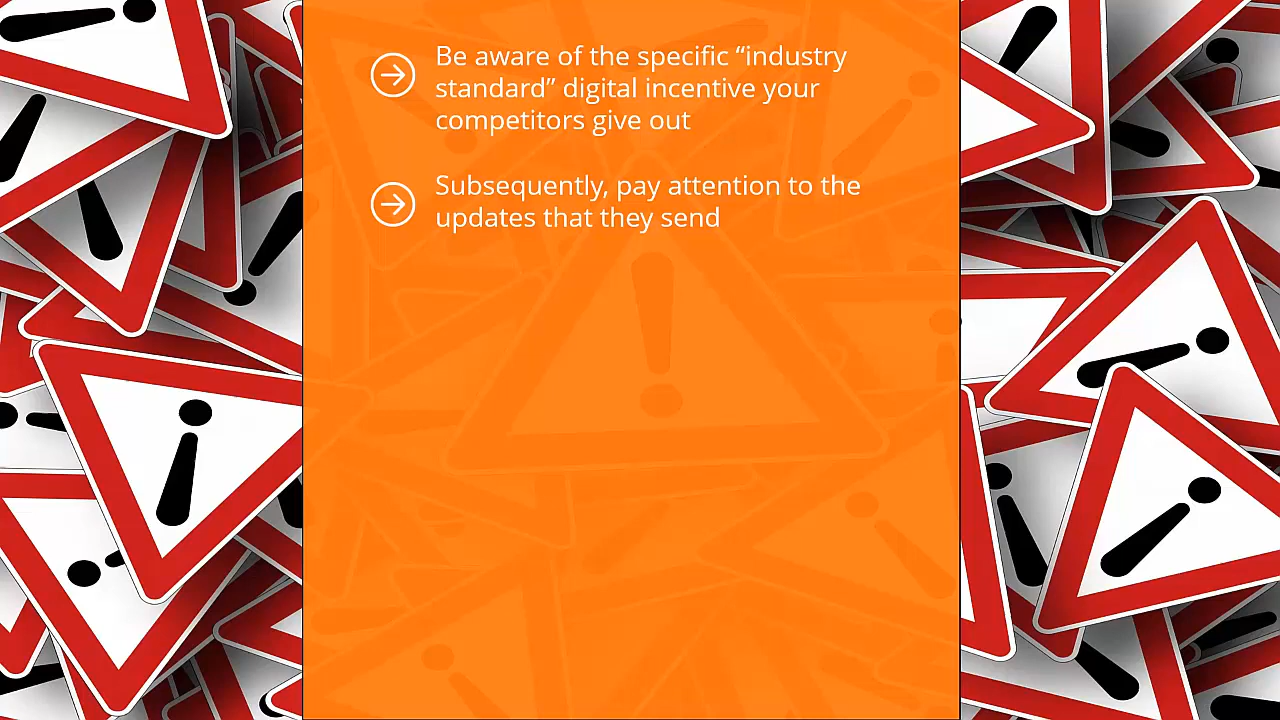 Be aware of the specific “industry
standard” digital incentive your
competitors give out
Subsequently, pay attention to the
updates that they send